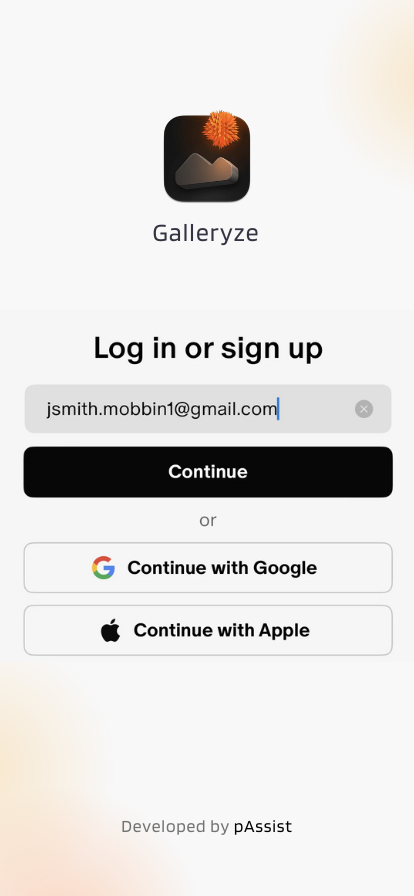 Galleryze
Log in or sign up
jsmith.mobbin1@gmail.com
Continue
or
Continue with Google
Continue with Apple
Developed by pAssist